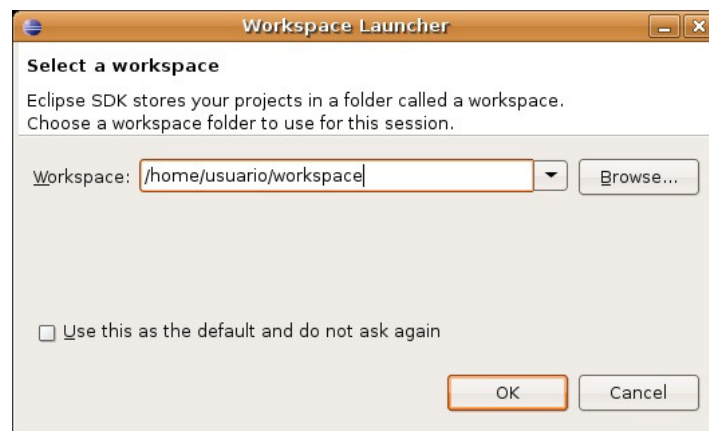 Workspace Launcher
Select a workspace
Eclipse SDK stores your projects in a folder called a workspace.
Choose a workspace folder to use for this session.
Workspace: /home/usuario/workspace Browse...
Use this as the default and do not ask again
OK Cancel